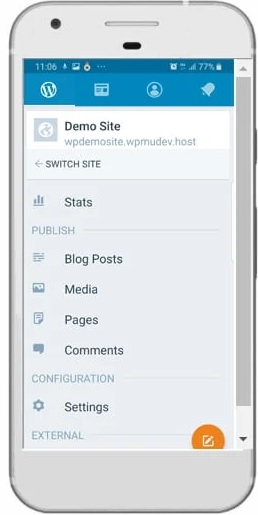 11:06 77%
Demo Site
wpdemosite.wpmudev.host
← SWITCH SITE
Stats
PUBLISH
Blog Posts
Media
Pages
Comments
CONFIGURATION
Settings
EXTERNAL